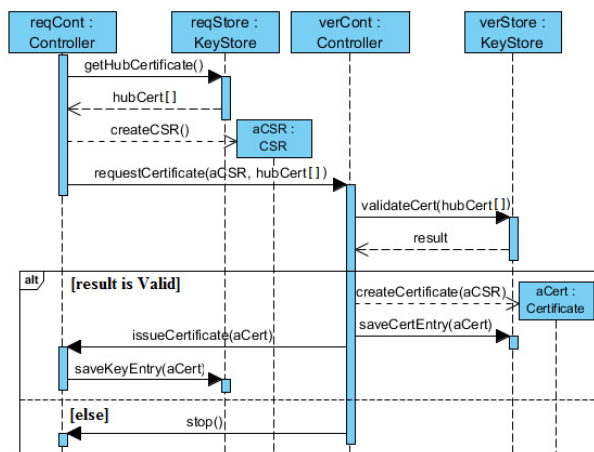 reqCont :
Controller
reqStore :
KeyStore
verCont :
Controller
verStore :
KeyStore
getHubCertificate()
hubCert[]
createCSR()
aCSR :
CSR
requestCertificate(aCSR, hubCert[])
validateCert(hubCert[])
result
alt
[result is Valid]
createCertificate(aCSR)
aCert :
Certificate
saveCertEntry(aCert)
issueCertificate(aCert)
saveKeyEntry(aCert)
[else]
stop()